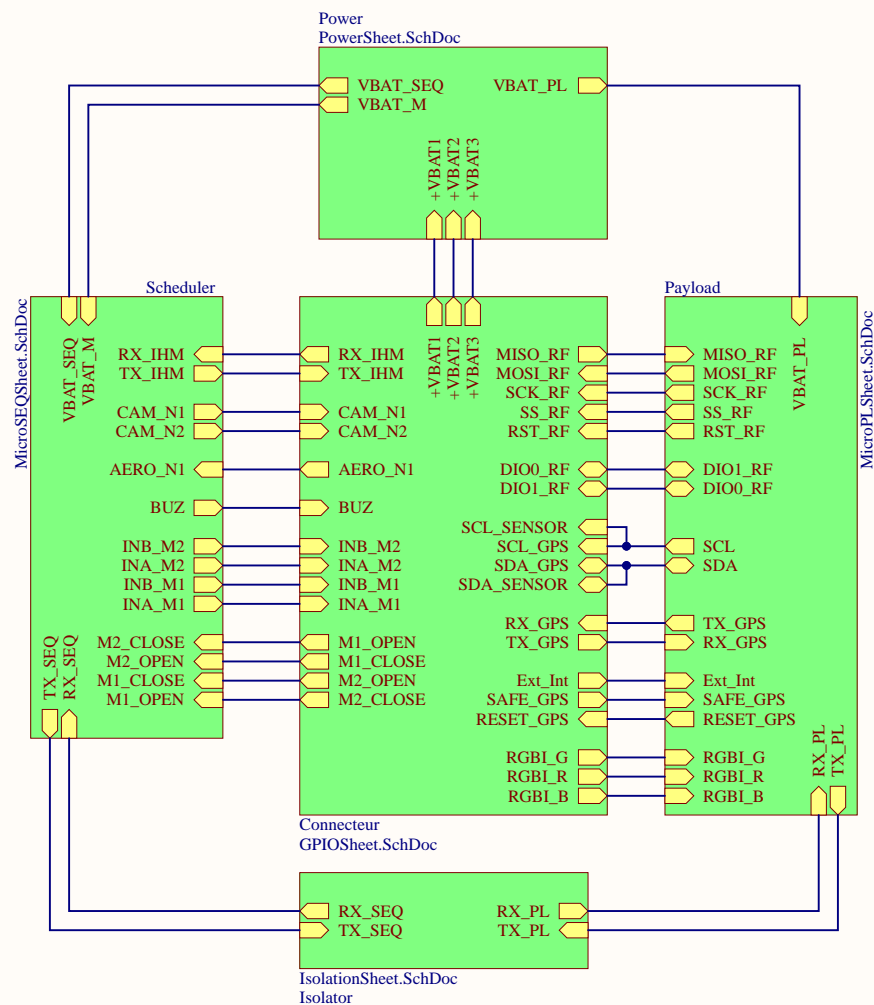 Power
PowerSheet.SchDoc
VBAT_SEQ
VBAT_M
VBAT_PL
+VBAT1
+VBAT2
+VBAT3
Scheduler
MicroSEQSheet.SchDoc
VBAT_SEQ
VBAT_M
RX_IHM
TX_IHM
CAM_N1
CAM_N2
AERO_N1
BUZ
INB_M2
INA_M2
INB_M1
INA_M1
M2_CLOSE
M2_OPEN
M1_CLOSE
M1_OPEN
TX_SEQ
RX_SEQ
+VBAT1
+VBAT2
+VBAT3
RX_IHM
TX_IHM
CAM_N1
CAM_N2
AERO_N1
BUZ
INB_M2
INA_M2
INB_M1
INA_M1
M1_OPEN
M1_CLOSE
M2_OPEN
M2_CLOSE
MISO_RF
MOSI_RF
SCK_RF
SS_RF
RST_RF
DIO0_RF
DIO1_RF
SCL_SENSOR
SCL_GPS
SDA_GPS
SDA_SENSOR
RX_GPS
TX_GPS
Ext_Int
SAFE_GPS
RESET_GPS
RGBI_G
RGBI_R
RGBI_B
Connecteur
GPIOSheet.SchDoc
Payload
MicroPLSheet.SchDoc
VBAT_PL
MISO_RF
MOSI_RF
SCK_RF
SS_RF
RST_RF
DIO1_RF
DIO0_RF
SCL
SDA
TX_GPS
RX_GPS
Ext_Int
SAFE_GPS
RESET_GPS
RGBI_G
RGBI_R
RGBI_B
RX_PL
TX_PL
RX_SEQ
TX_SEQ
RX_PL
TX_PL
IsolationSheet.SchDoc
Isolator